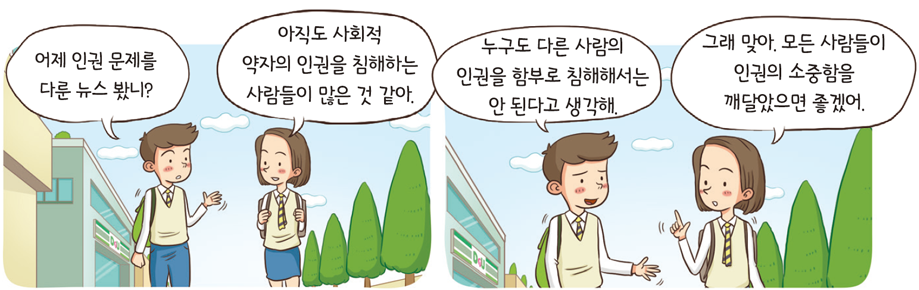 어제 인권 문제를
다룬 뉴스 봤니?
아직도 사회적
약자의 인권을 침해하는
사람들이 많은 것 같아.
누구도 다른 사람의
인권을 함부로 침해해서는
안 된다고 생각해.
그래 맞아. 모든 사람들이
인권의 소중함을
깨달았으면 좋겠어.